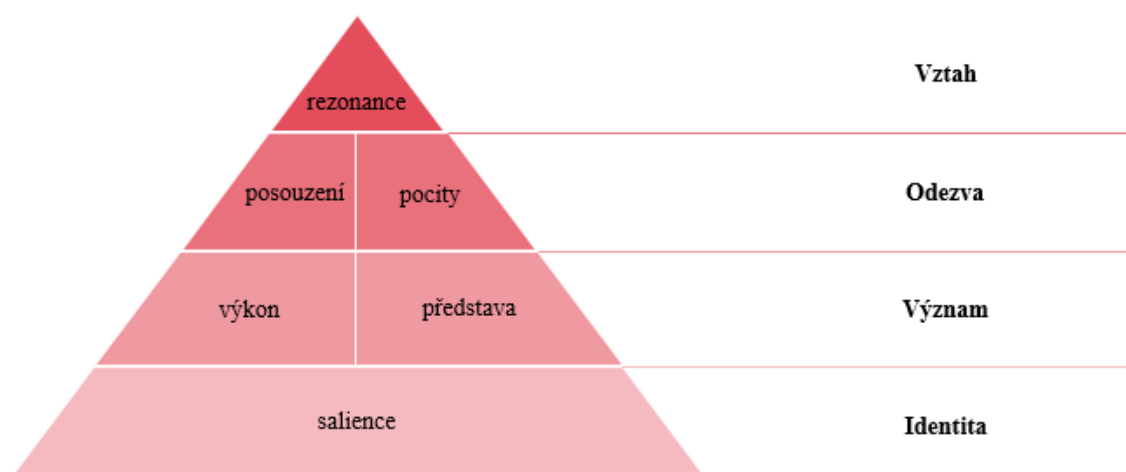 Vztah
rezonance
posouzení
pocity
Odezva
výkon
představa
Význam
salience
Identita